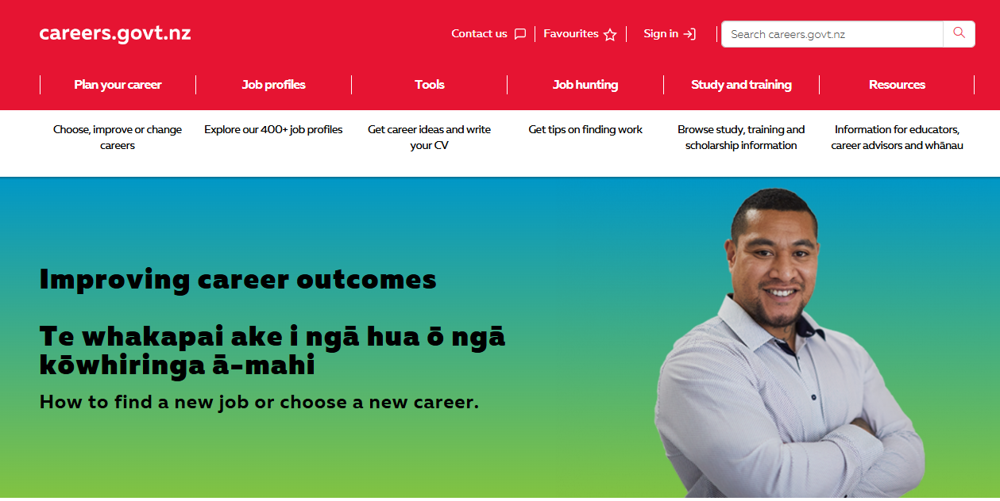 careers.govt.nz
Contact us
Favourites
Sign in
Search careers.govt.nz
Plan your career
Job profiles
Tools
Job hunting
Study and training
Resources
Choose, improve or change
careers
Explore our 400+ job profiles
Get career ideas and write
your CV
Get tips on finding work
Browse study, training and
scholarship information
Information for educators,
career advisors and whānau
Improving career outcomes
Te whakapai ake i ngā hua ō ngā
kōwhiringa ā-mahi
How to find a new job or choose a new career.